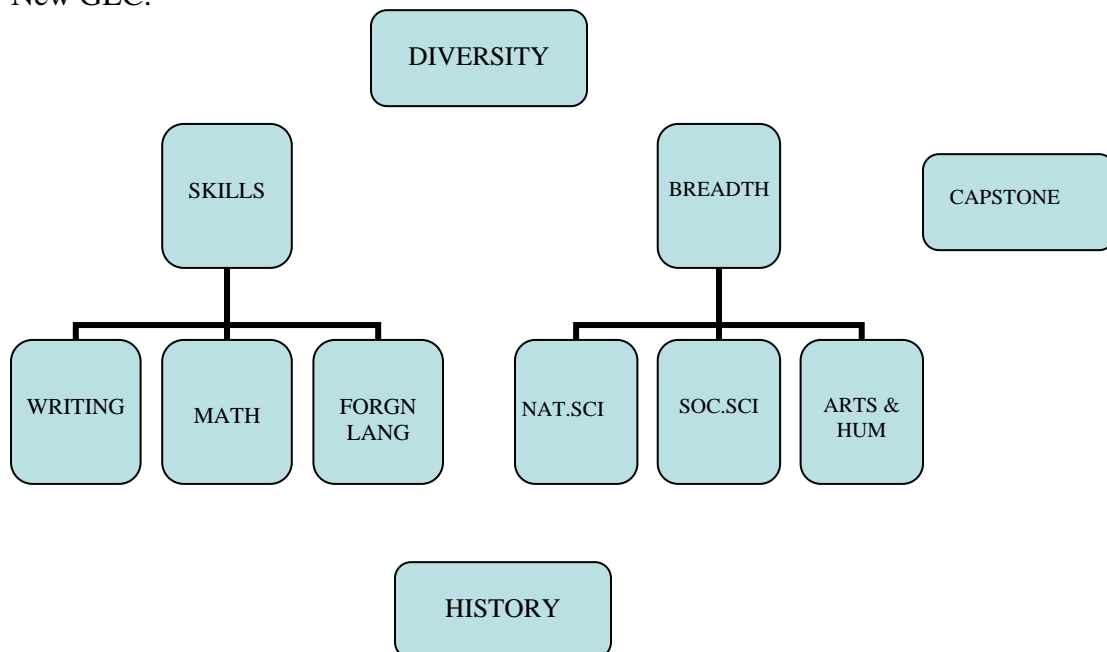 New GEC:
DIVERSITY
SKILLS
BREADTH
CAPSTONE
WRITING
MATH
FORGN
LANG
NAT.SCI
SOC.SCI
ARTS &
HUM
HISTORY